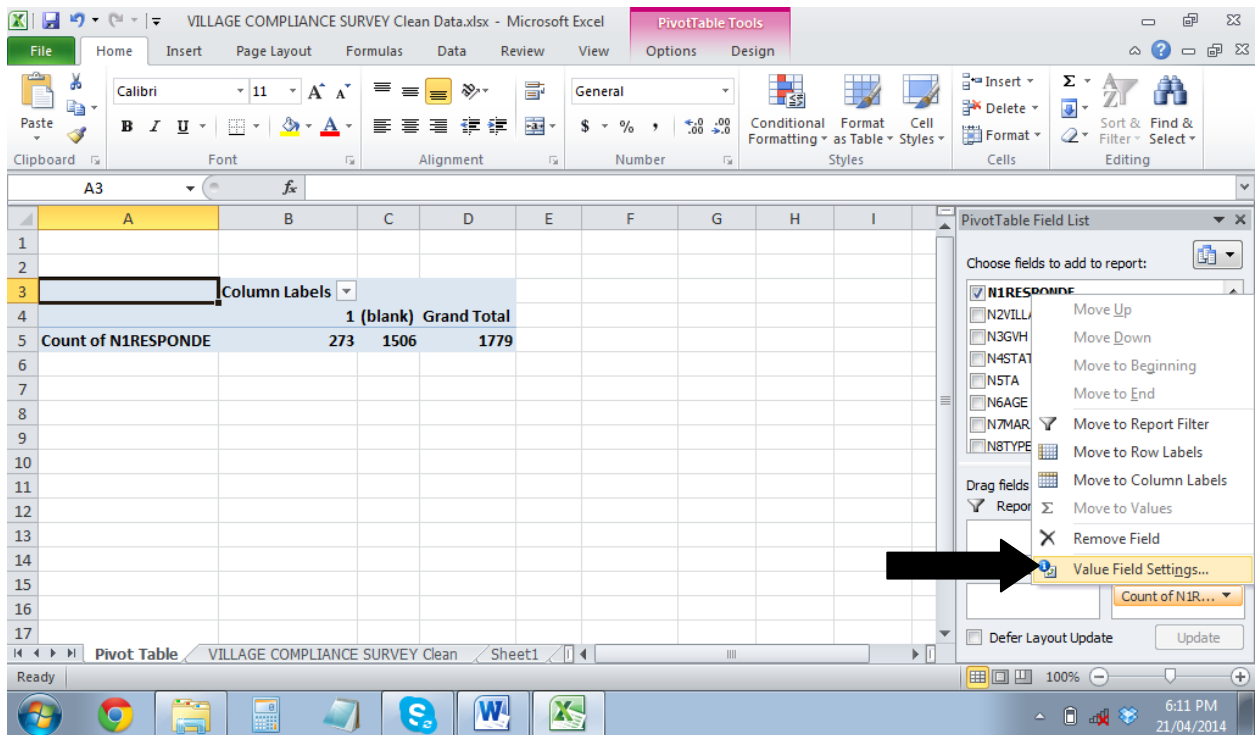 VILLAGE COMPLIANCE SURVEY Clean Data.xlsx - Microsoft Excel
PivotTable Tools
File Home Insert Page Layout Formulas Data Review View Options Design
Paste
Calibri 11 A A
General
Conditional Formatting
Format as Table
Cell Styles
Insert
Delete
Format
Σ
Sort & Filter
Find & Select
B I U A
$ % , .0 .00 .00 .0
Clipboard Font Alignment Number Styles Cells Editing
A3 fx
A B C D E F G H I
PivotTable Field List
1
2
3 Column Labels
4 1 (blank) Grand Total
5 Count of N1RESPONDE 273 1506 1779
6
7
8
9
10
11
12
13
14
15
16
17
Choose fields to add to report:
N1RESPONDE
N2VILLA
N3GVH
N4STAT
N5TA
N6AGE
N7MAR
N8TYPE
Drag fields
Repor
Move Up
Move Down
Move to Beginning
Move to End
Move to Report Filter
Move to Row Labels
Move to Column Labels
Σ Move to Values
Remove Field
Value Field Settings...
Count of N1R...
Defer Layout Update Update
Pivot Table VILLAGE COMPLIANCE SURVEY Clean Sheet1
Ready 100%
6:11 PM
21/04/2014